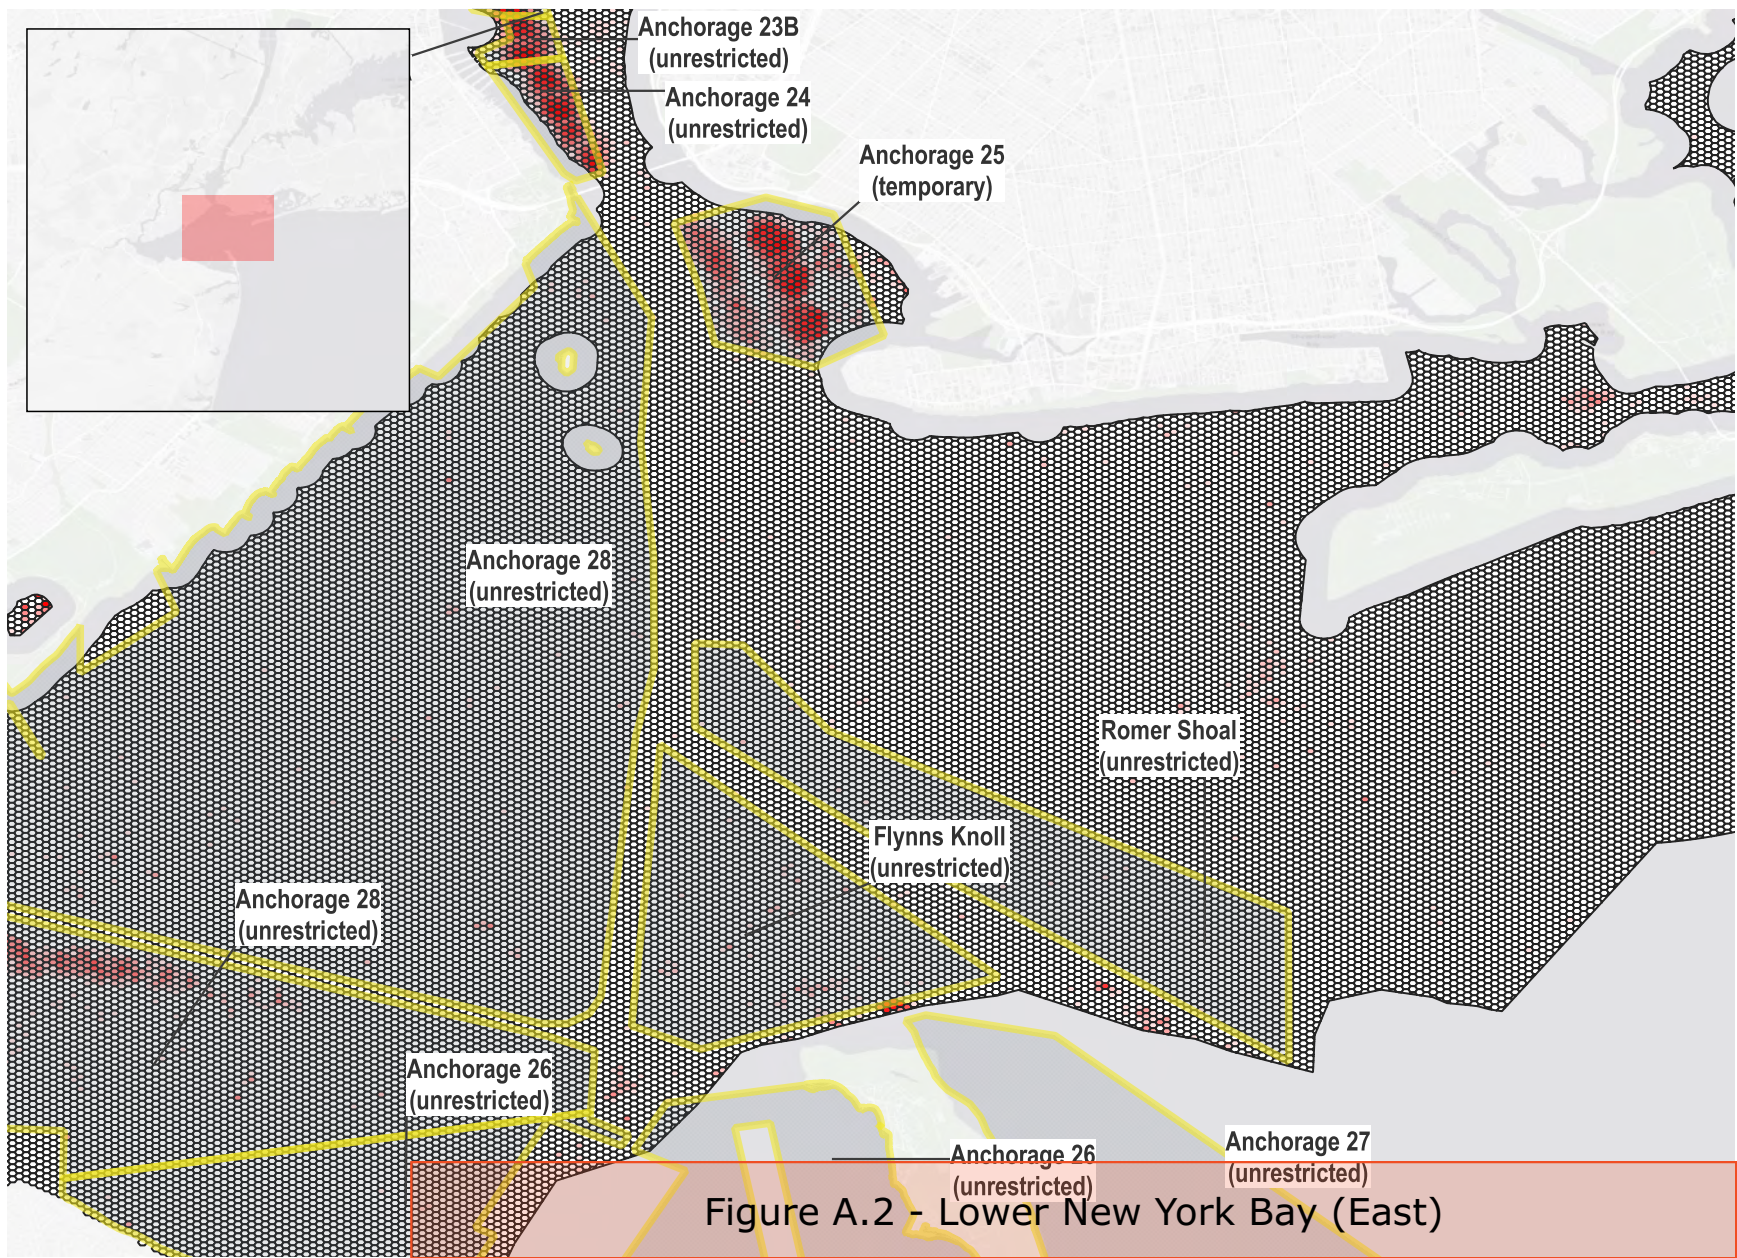 Anchorage 23B
(unrestricted)
Anchorage 24
(unrestricted)
Anchorage 25
(temporary)
Anchorage 28
(unrestricted)
Romer Shoal
(unrestricted)
Flynns Knoll
(unrestricted)
Anchorage 28
(unrestricted)
Anchorage 26
(unrestricted)
Anchorage 26
(unrestricted)
Anchorage 27
(unrestricted)
Figure A.2 - Lower New York Bay (East)